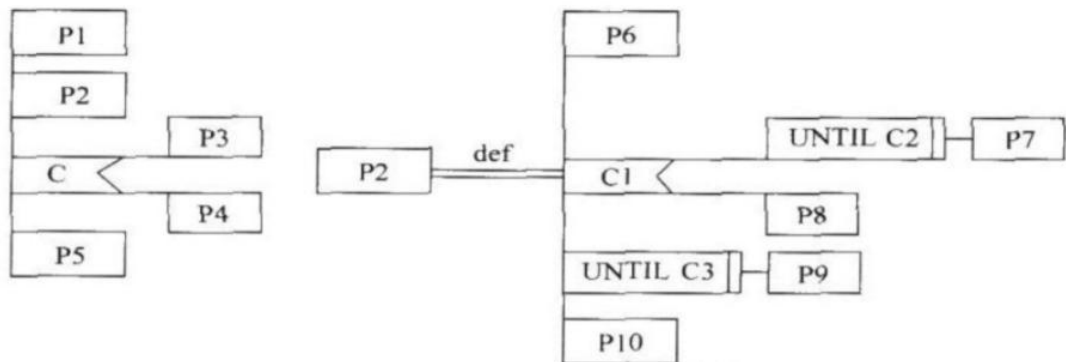 P1
P2
P3
C
P4
P5
P2
def
P6
UNTIL C2
P7
C1
P8
UNTIL C3
P9
P10